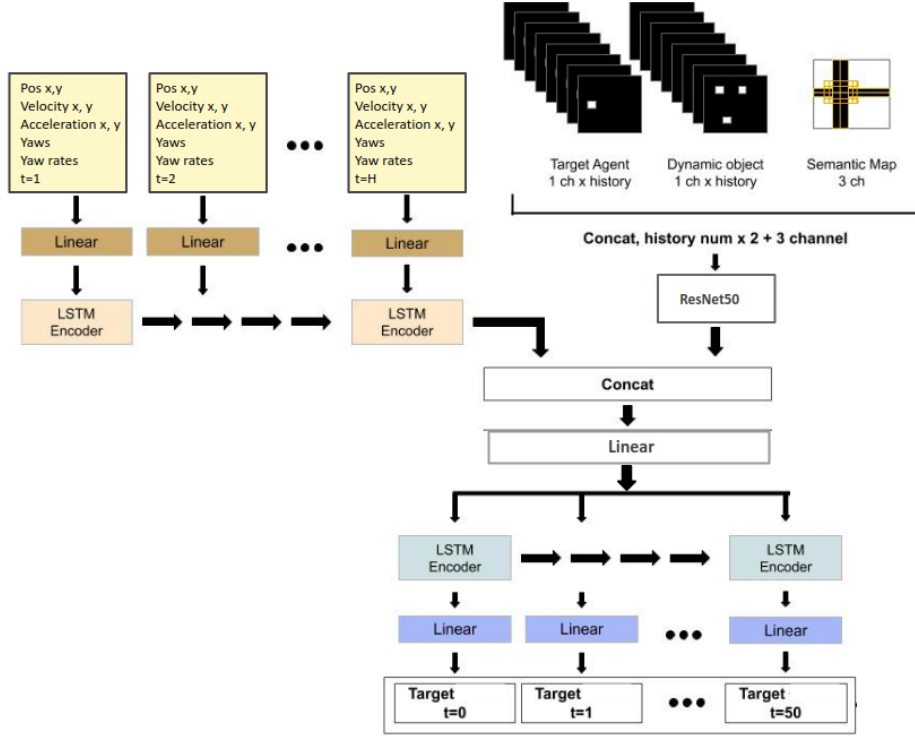 Pos x,y
Velocity x, y
Acceleration x, y
Yaws
Yaw rates
t=1
Pos x,y
Velocity x, y
Acceleration x, y
Yaws
Yaw rates
t=2
Pos x,y
Velocity x, y
Acceleration x, y
Yaws
Yaw rates
t=H
Target Agent
1 ch x history
Dynamic object
1 ch x history
Semantic Map
3 ch
Linear
Linear
Linear
Concat, history num x 2 + 3 channel
LSTM
Encoder
LSTM
Encoder
ResNet50
Concat
Linear
LSTM
Encoder
LSTM
Encoder
Linear
Linear
Linear
Target
t=0
Target
t=1
Target
t=50